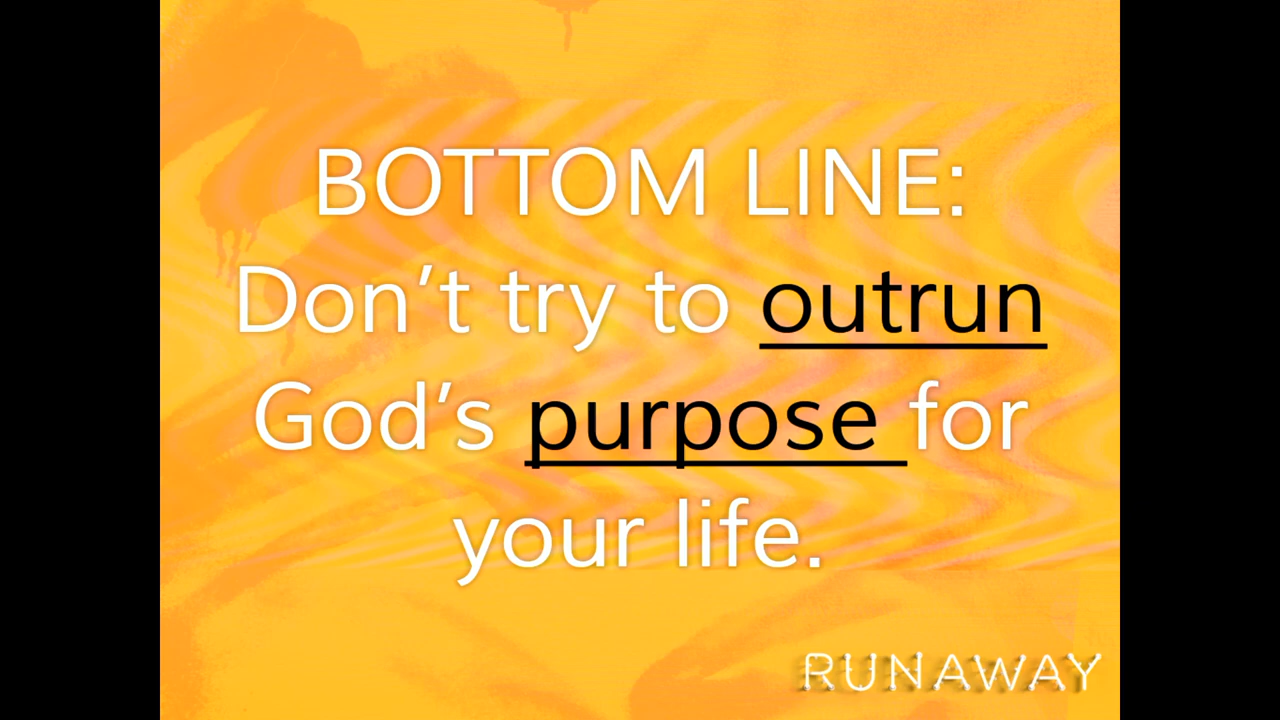 BOTTOM LINE:
Don’t try to outrun
God’s purpose for
your life.
RUNAWAY